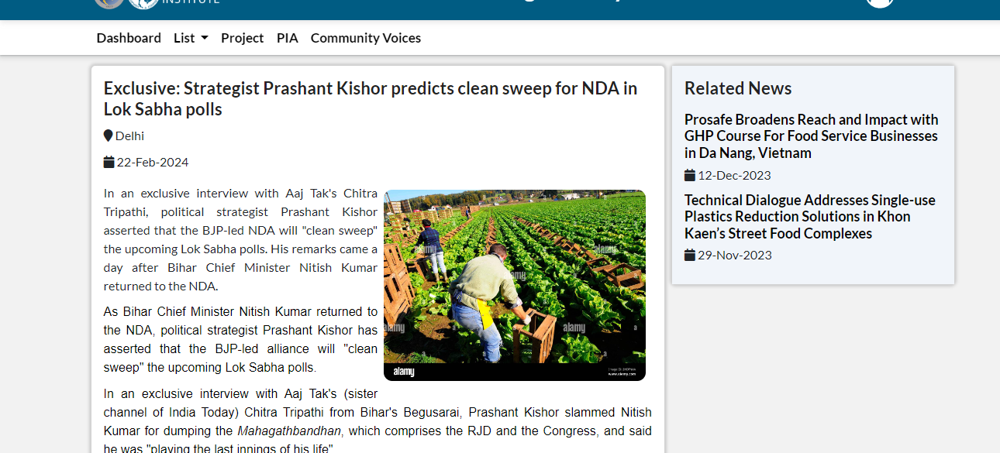 INSTITUTE
Dashboard List Project PIA Community Voices
Exclusive: Strategist Prashant Kishor predicts clean sweep for NDA in
Lok Sabha polls
Delhi
22-Feb-2024
In an exclusive interview with Aaj Tak's Chitra
Tripathi, political strategist Prashant Kishor
asserted that the BJP-led NDA will "clean sweep"
the upcoming Lok Sabha polls. His remarks came a
day after Bihar Chief Minister Nitish Kumar
returned to the NDA.
As Bihar Chief Minister Nitish Kumar returned to
the NDA, political strategist Prashant Kishor has
asserted that the BJP-led alliance will "clean
sweep" the upcoming Lok Sabha polls.
In an exclusive interview with Aaj Tak's (sister
channel of India Today) Chitra Tripathi from Bihar's Begusarai, Prashant Kishor slammed Nitish
Kumar for dumping the Mahagathbandhan, which comprises the RJD and the Congress, and said
he was "playing the last innings of his life"
alamy
alamy
alamy
alamy
alamy
a
a
a
a
a
alamy
www.alamy.com
Related News
Prosafe Broadens Reach and Impact with
GHP Course For Food Service Businesses
in Da Nang, Vietnam
12-Dec-2023
Technical Dialogue Addresses Single-use
Plastics Reduction Solutions in Khon
Kaen’s Street Food Complexes
29-Nov-2023